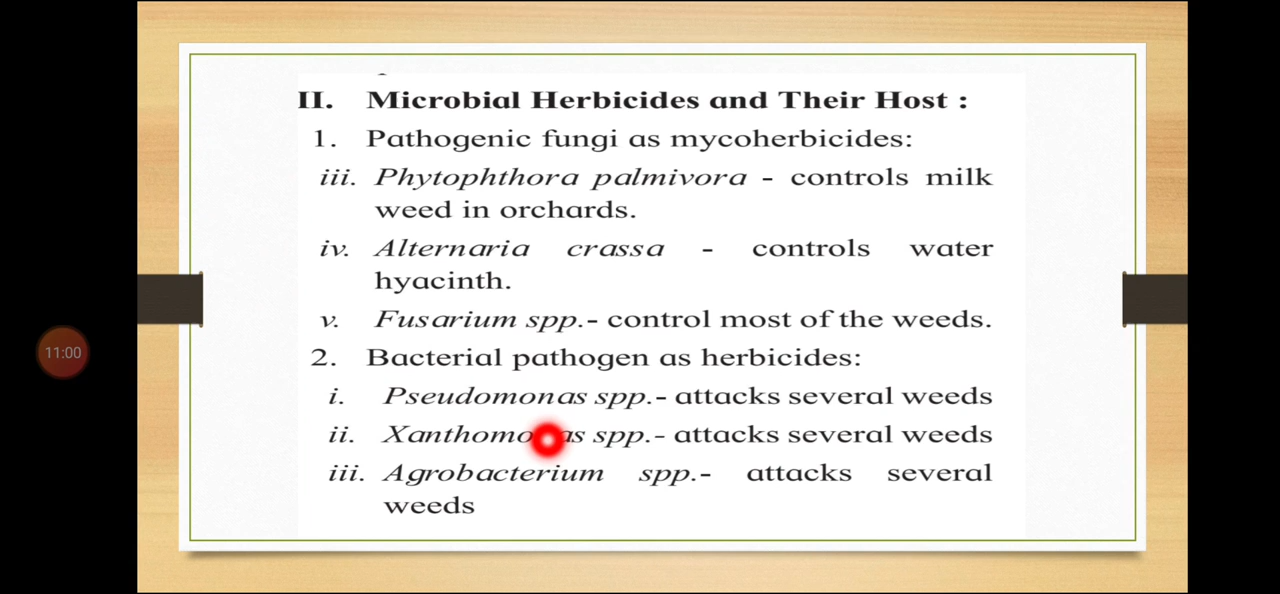 II. Microbial Herbicides and Their Host :
1. Pathogenic fungi as mycoherbicides:
iii. Phytophthora palmivora - controls milk
weed in orchards.
iv. Alternaria crassa - controls water
hyacinth.
v. Fusarium spp.- control most of the weeds.
2. Bacterial pathogen as herbicides:
i. Pseudomonas spp.- attacks several weeds
11:00
ii. Xanthomonas spp.- attacks several weeds
iii. Agrobacterium spp.- attacks several
weeds